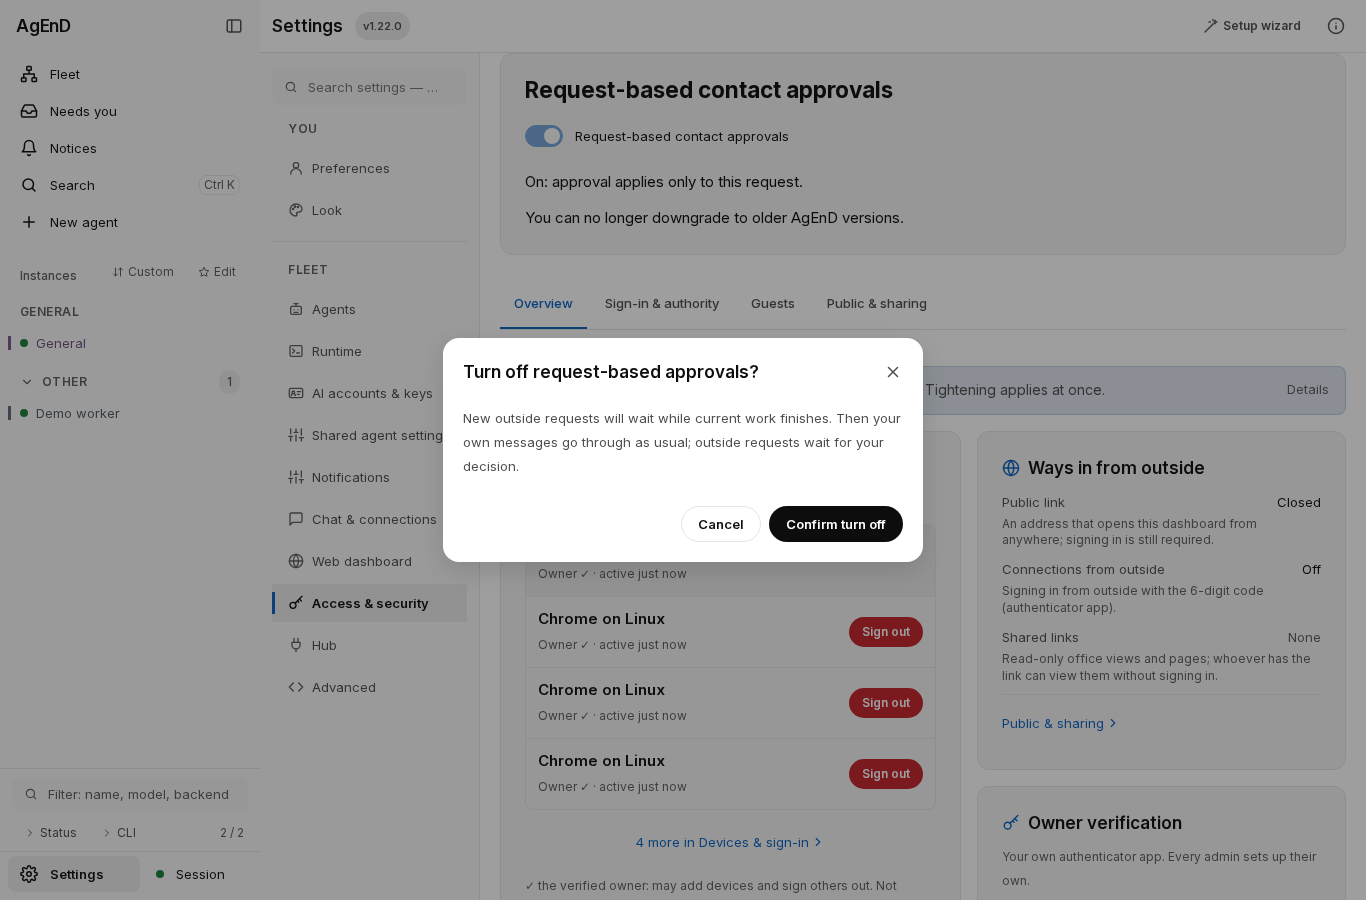 AgEnD
Fleet
Needs you
Notices
Search
Ctrl K
New agent
Instances
Custom
Edit
GENERAL
General
OTHER
1
Demo worker
Filter: name, model, backend
Status
CLI
2 / 2
Settings
Session
Settings
v1.22.0
Setup wizard
Search settings — …
YOU
Preferences
Look
FLEET
Agents
Runtime
AI accounts & keys
Shared agent setting
Notifications
Chat & connections
Web dashboard
Access & security
Hub
Advanced
Request-based contact approvals
Request-based contact approvals
On: approval applies only to this request.
You can no longer downgrade to older AgEnD versions.
Overview
Sign-in & authority
Guests
Public & sharing
Tightening applies at once.
Details
Turn off request-based approvals?
New outside requests will wait while current work finishes. Then your
own messages go through as usual; outside requests wait for your
decision.
Cancel
Confirm turn off
Owner ✓ · active just now
Chrome on Linux
Owner ✓ · active just now
Sign out
Chrome on Linux
Owner ✓ · active just now
Sign out
Chrome on Linux
Owner ✓ · active just now
Sign out
4 more in Devices & sign-in
✓ the verified owner: may add devices and sign others out. Not
Ways in from outside
Public link
Closed
An address that opens this dashboard from
anywhere; signing in is still required.
Connections from outside
Off
Signing in from outside with the 6-digit code
(authenticator app).
Shared links
None
Read-only office views and pages; whoever has the
link can view them without signing in.
Public & sharing
Owner verification
Your own authenticator app. Every admin sets up their
own.